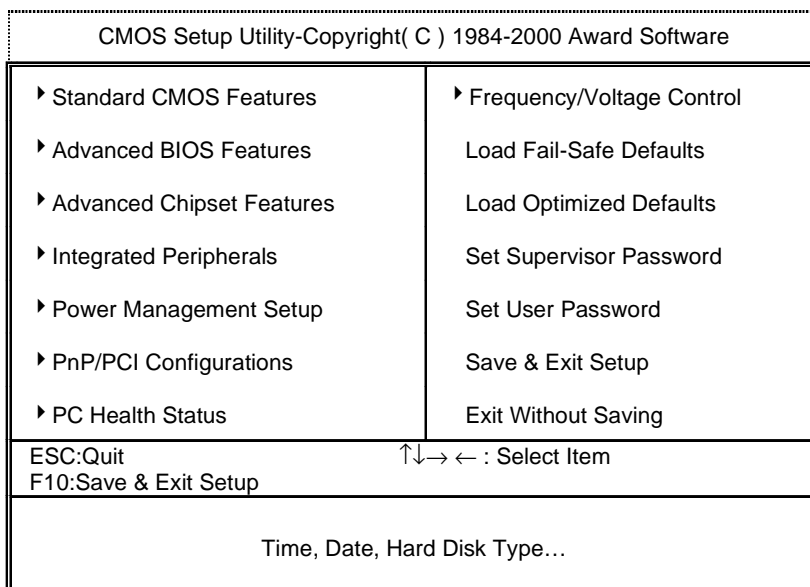 CMOS Setup Utility-Copyright( C ) 1984-2000 Award Software
Standard CMOS Features
Advanced BIOS Features
Advanced Chipset Features
Integrated Peripherals
Power Management Setup
PnP/PCI Configurations
PC Health Status
Frequency/Voltage Control
Load Fail-Safe Defaults
Load Optimized Defaults
Set Supervisor Password
Set User Password
Save & Exit Setup
Exit Without Saving
ESC:Quit ↑↓→ ← : Select Item
F10:Save & Exit Setup
Time, Date, Hard Disk Type…